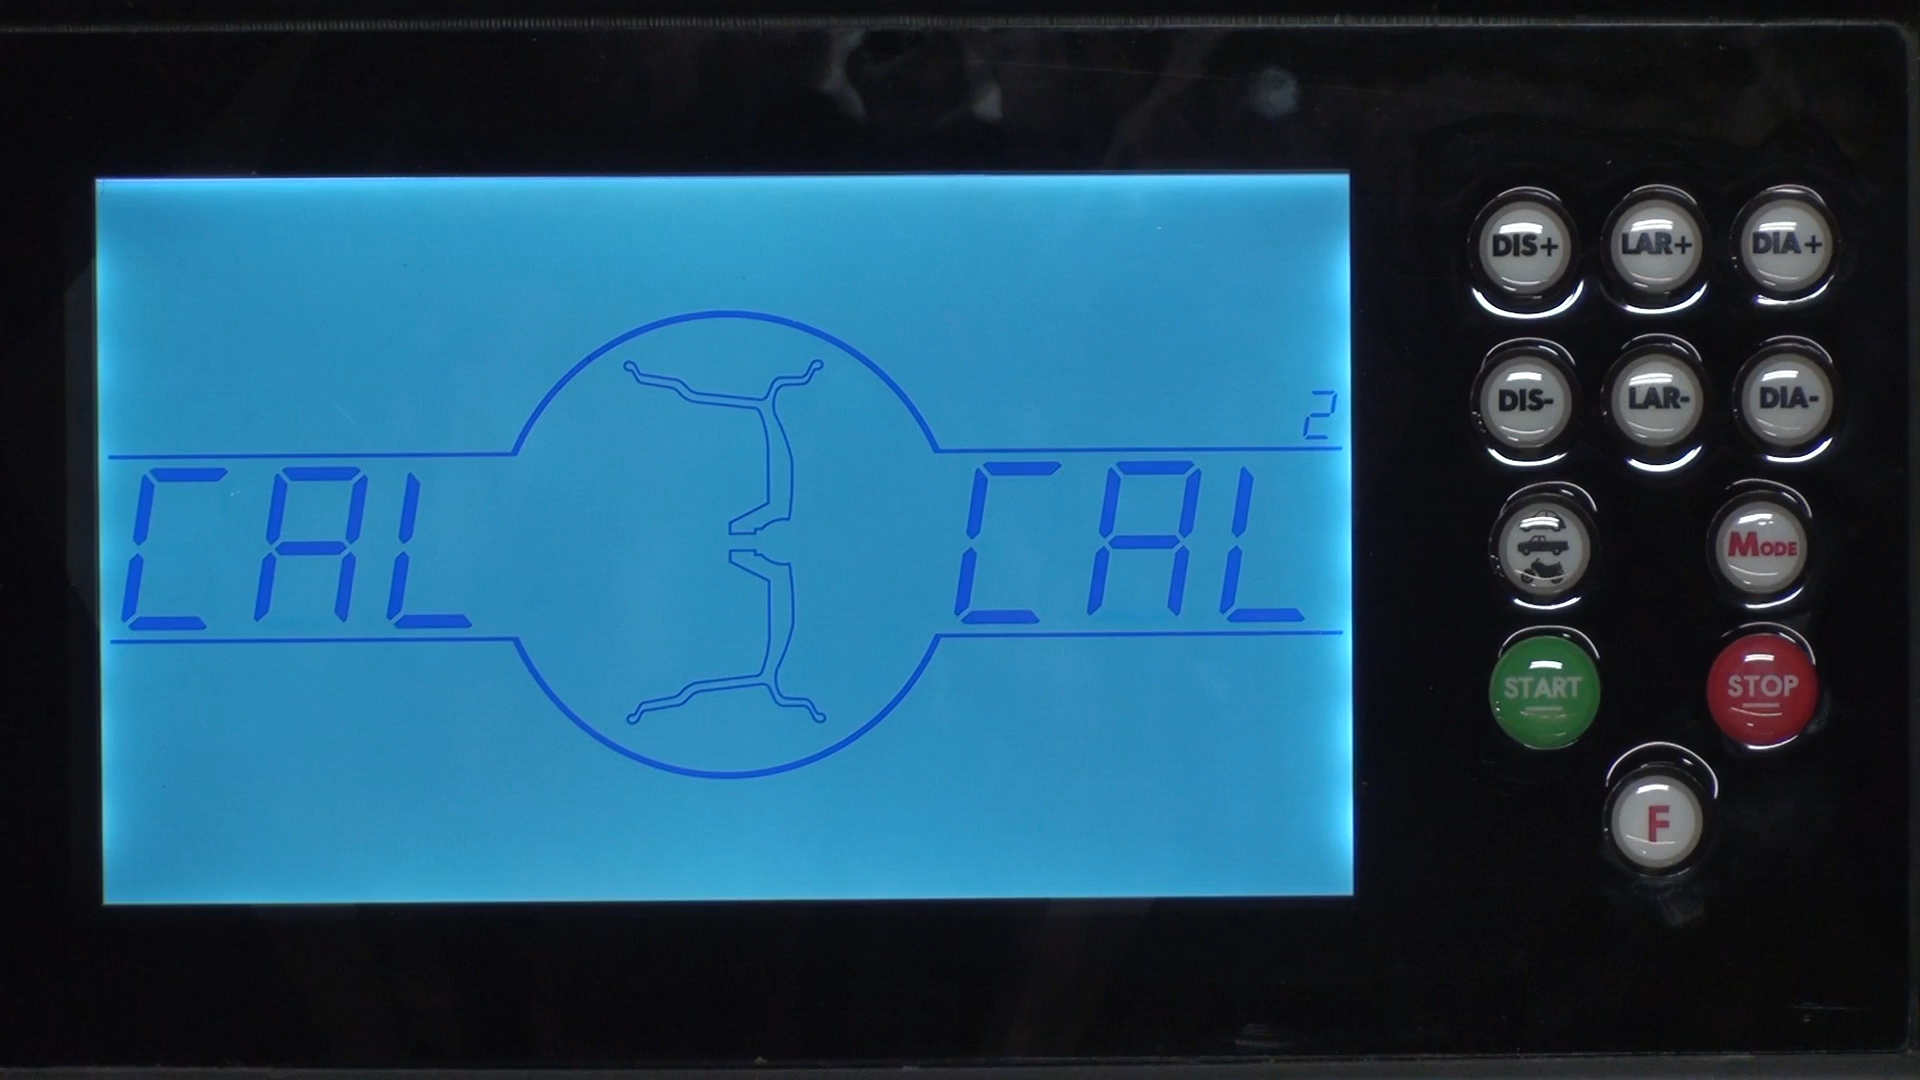 DIS+ LAR+ DIA+
DIS- LAR- DIA-
2
CAL CAL
MODE
START STOP
F